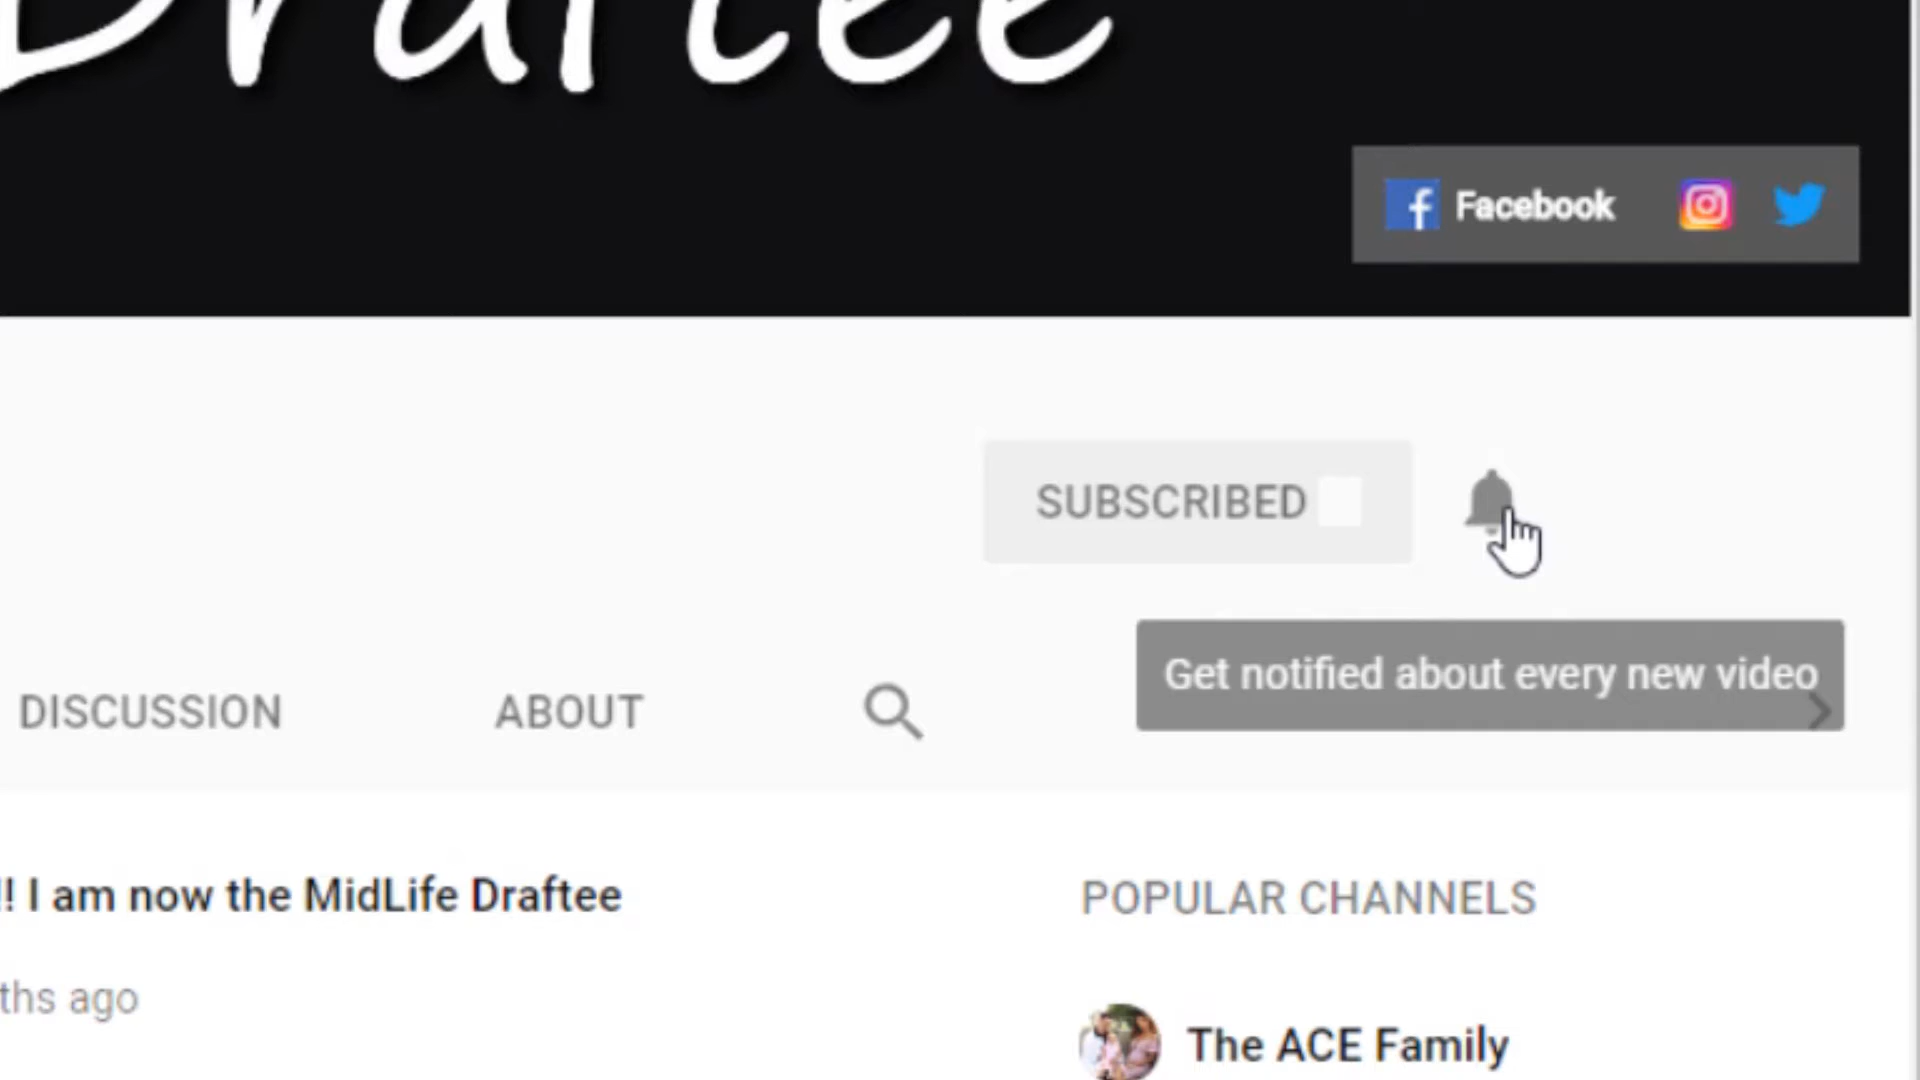 Draftee
Facebook
SUBSCRIBED
Get notified about every new video
DISCUSSION ABOUT
!! I am now the MidLife Draftee
POPULAR CHANNELS
ths ago
The ACE Family